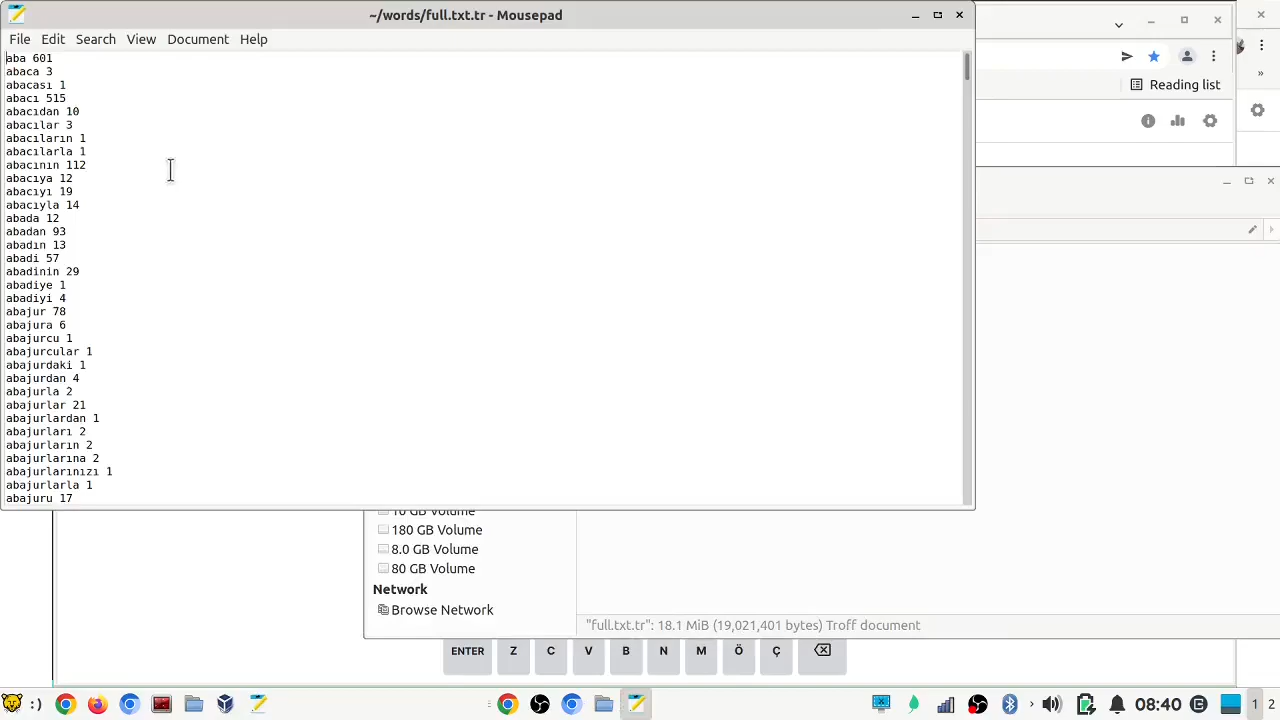 ~/words/full.txt.tr - Mousepad
File Edit Search View Document Help
aba 601
abaca 3
abacası 1
abacı 515
abacıdan 10
abacılar 3
abacıların 1
abacılarla 1
abacının 112
abacıya 12
abacıyı 19
abacıyla 14
abada 12
abadan 93
abadın 13
abadi 57
abadinin 29
abadiye 1
abadiyi 4
abajur 78
abajura 6
abajurcu 1
abajurcular 1
abajurdaki 1
abajurdan 4
abajurla 2
abajurlar 21
abajurlardan 1
abajurları 2
abajurların 2
abajurlarına 2
abajurlarınızı 1
abajurlarla 1
abajuru 17
Reading list
10 GB Volume
180 GB Volume
8.0 GB Volume
80 GB Volume
Network
Browse Network
"full.txt.tr": 18.1 MiB (19,021,401 bytes) Troff document
ENTER Z C V B N M Ö Ç
:) 08:40 1 2